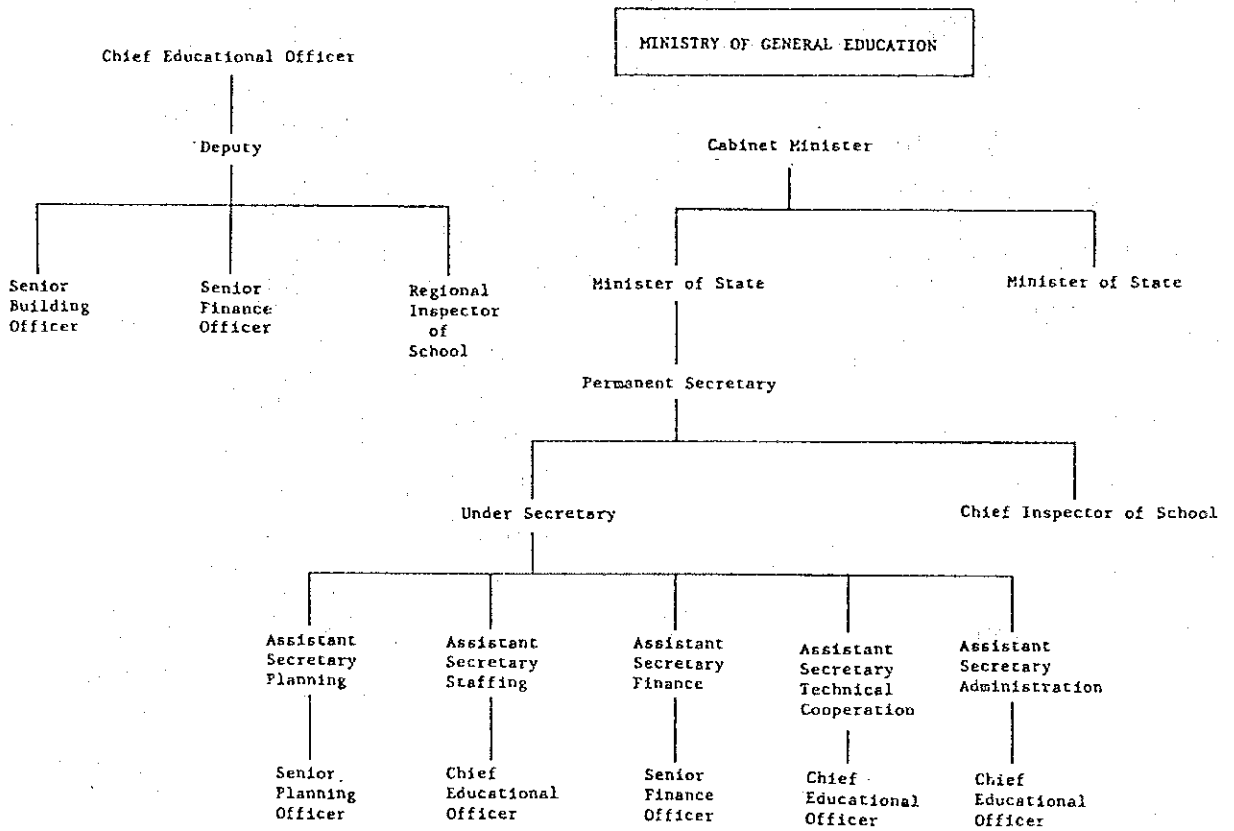 MINISTRY OF GENERAL EDUCATION
Chief Educational Officer
Deputy
Senior
Building
Officer
Senior
Finance
Officer
Regional
Inspector
of
School
Cabinet Minister
Minister of State
Minister of State
Permanent Secretary
Under Secretary
Chief Inspector of School
Assistant
Secretary
Planning
Assistant
Secretary
Staffing
Assistant
Secretary
Finance
Assistant
Secretary
Technical
Cooperation
Assistant
Secretary
Administration
Senior
Planning
Officer
Chief
Educational
Officer
Senior
Finance
Officer
Chief
Educational
Officer
Chief
Educational
Officer